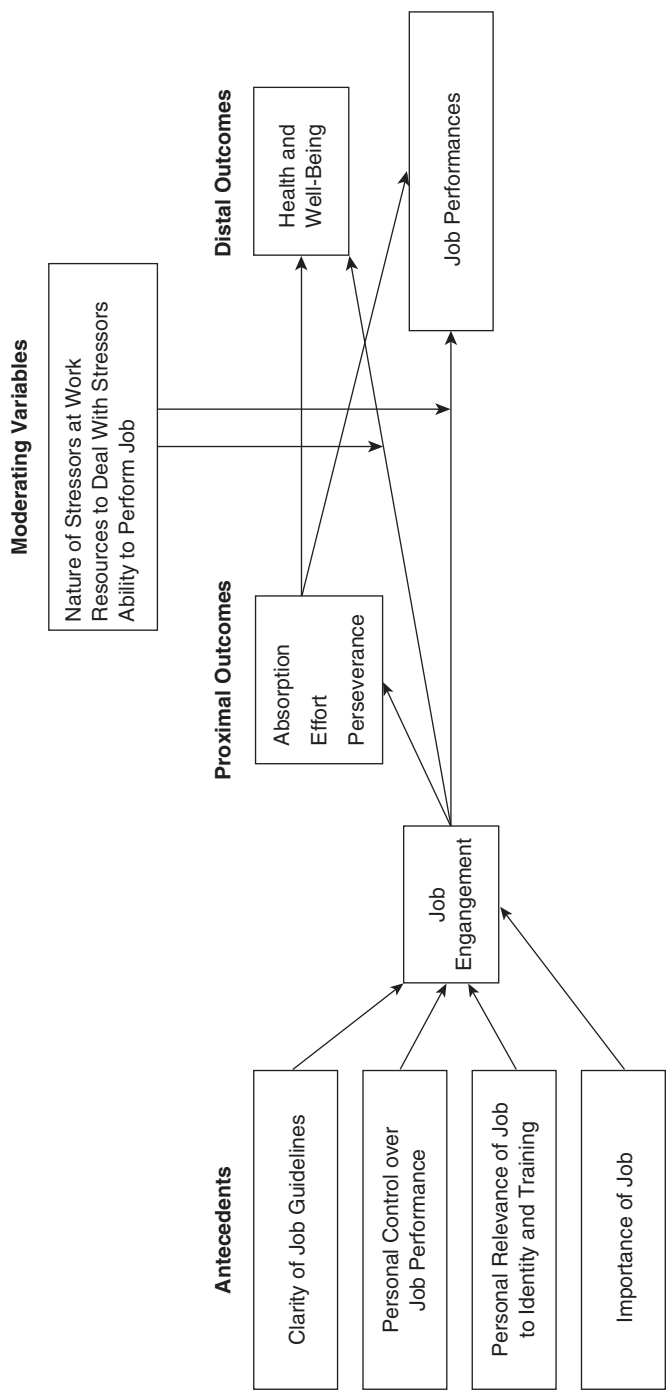 Antecedents
Clarity of Job Guidelines
Personal Control over
Job Performance
Personal Relevance of Job
to Identity and Training
Importance of Job
Job
Engangement
Proximal Outcomes
Absorption
Effort
Perseverance
Moderating Variables
Nature of Stressors at Work
Resources to Deal With Stressors
Ability to Perform Job
Distal Outcomes
Health and
Well-Being
Job Performances